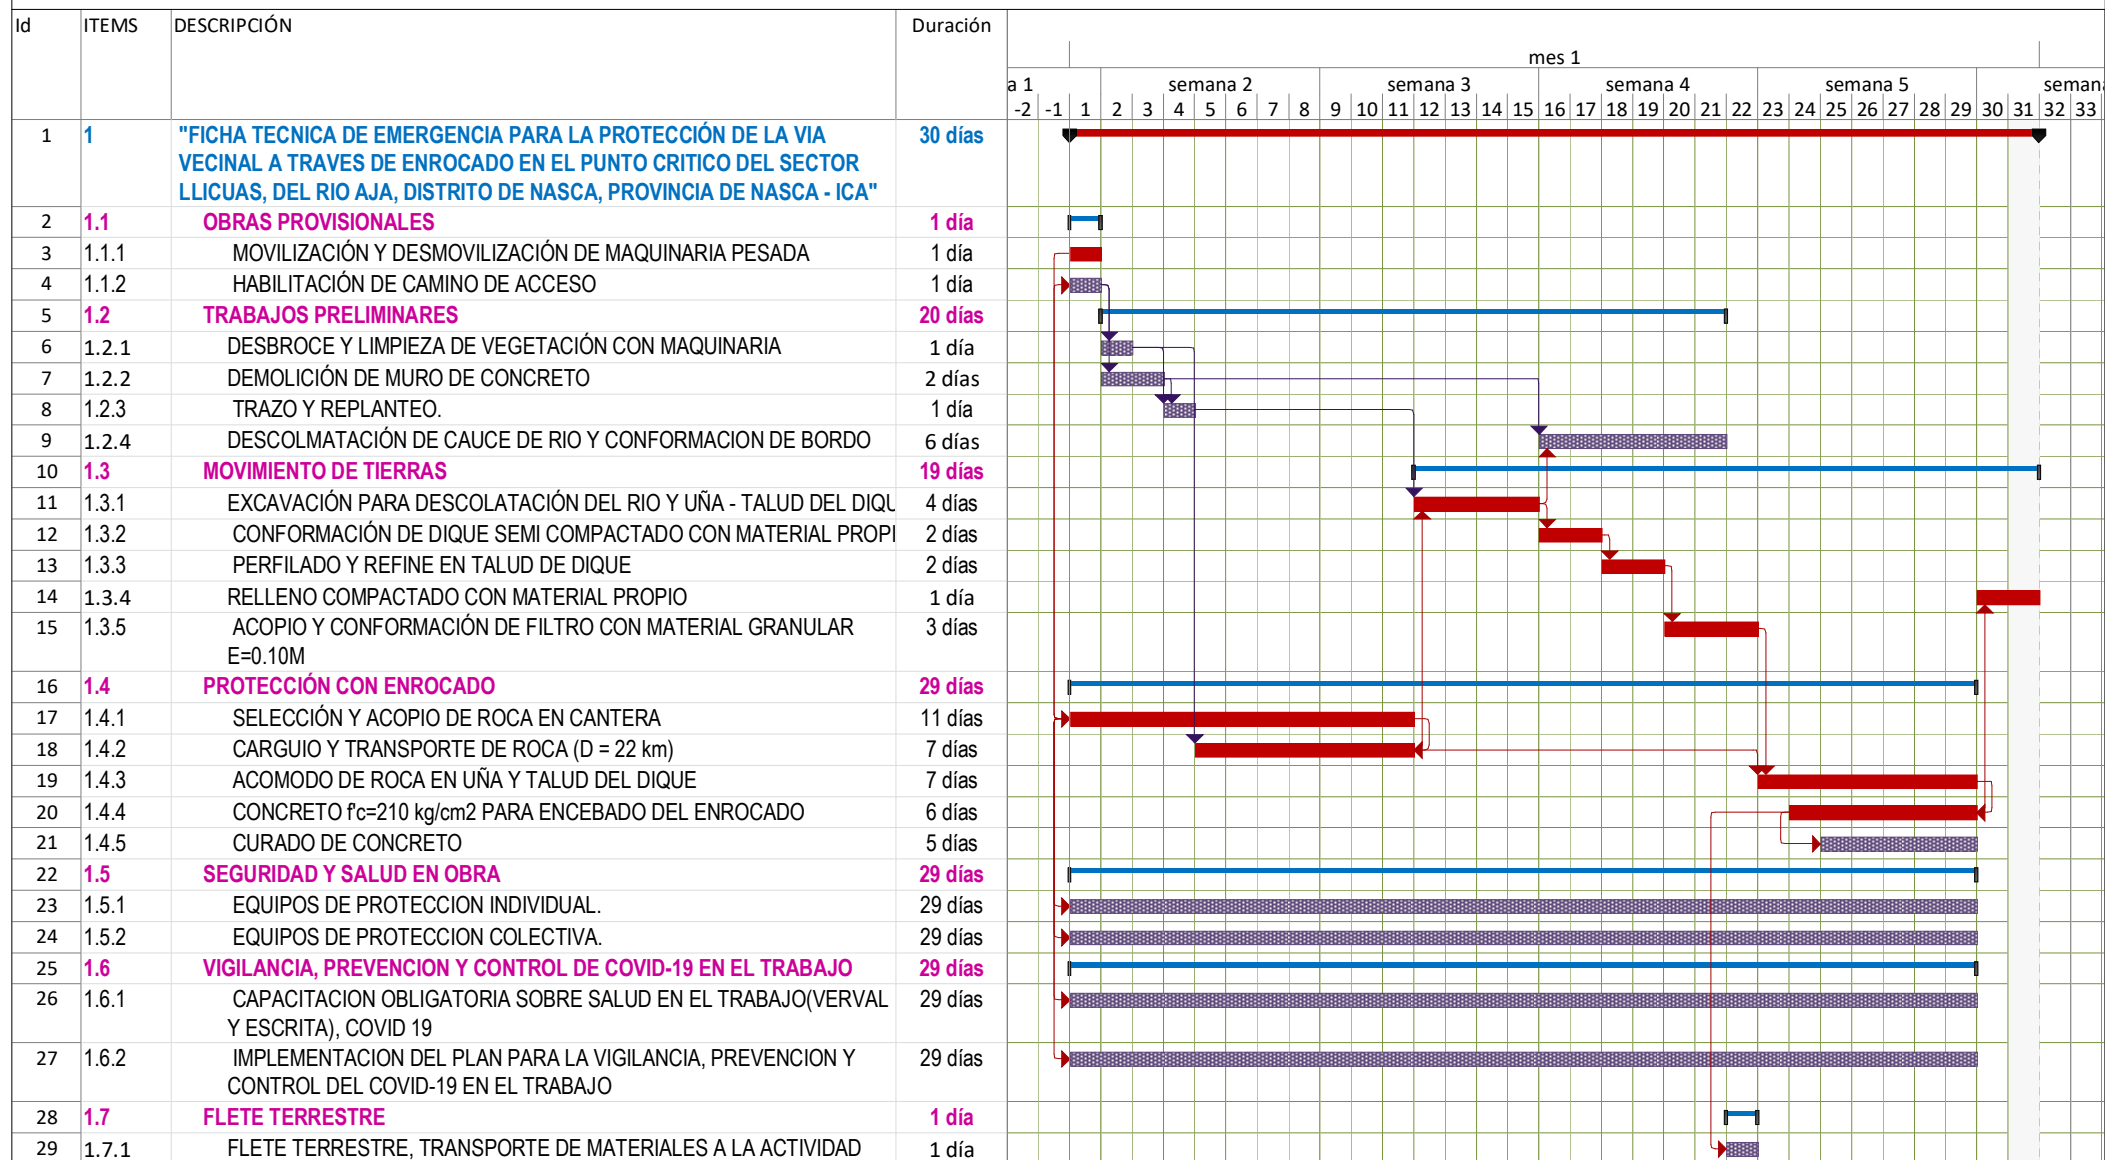 Id ITEMS DESCRIPCIÓN Duración
mes 1
a 1 semana 2 semana 3 semana 4 semana 5 seman
-2 -1 1 2 3 4 5 6 7 8 9 10 11 12 13 14 15 16 17 18 19 20 21 22 23 24 25 26 27 28 29 30 31 32 33
1 1 "FICHA TECNICA DE EMERGENCIA PARA LA PROTECCIÓN DE LA VIA 30 días
VECINAL A TRAVES DE ENROCADO EN EL PUNTO CRITICO DEL SECTOR
LLICUAS, DEL RIO AJA, DISTRITO DE NASCA, PROVINCIA DE NASCA - ICA"
2 1.1 OBRAS PROVISIONALES 1 día
3 1.1.1 MOVILIZACIÓN Y DESMOVILIZACIÓN DE MAQUINARIA PESADA 1 día
4 1.1.2 HABILITACIÓN DE CAMINO DE ACCESO 1 día
5 1.2 TRABAJOS PRELIMINARES 20 días
6 1.2.1 DESBROCE Y LIMPIEZA DE VEGETACIÓN CON MAQUINARIA 1 día
7 1.2.2 DEMOLICIÓN DE MURO DE CONCRETO 2 días
8 1.2.3 TRAZO Y REPLANTEO. 1 día
9 1.2.4 DESCOLMATACIÓN DE CAUCE DE RIO Y CONFORMACION DE BORDO 6 días
10 1.3 MOVIMIENTO DE TIERRAS 19 días
11 1.3.1 EXCAVACIÓN PARA DESCOLATACIÓN DEL RIO Y UÑA - TALUD DEL DIQU 4 días
12 1.3.2 CONFORMACIÓN DE DIQUE SEMI COMPACTADO CON MATERIAL PROPI 2 días
13 1.3.3 PERFILADO Y REFINE EN TALUD DE DIQUE 2 días
14 1.3.4 RELLENO COMPACTADO CON MATERIAL PROPIO 1 día
15 1.3.5 ACOPIO Y CONFORMACIÓN DE FILTRO CON MATERIAL GRANULAR 3 días
E=0.10M
16 1.4 PROTECCIÓN CON ENROCADO 29 días
17 1.4.1 SELECCIÓN Y ACOPIO DE ROCA EN CANTERA 11 días
18 1.4.2 CARGUIO Y TRANSPORTE DE ROCA (D = 22 km) 7 días
19 1.4.3 ACOMODO DE ROCA EN UÑA Y TALUD DEL DIQUE 7 días
20 1.4.4 CONCRETO f'c=210 kg/cm2 PARA ENCEBADO DEL ENROCADO 6 días
21 1.4.5 CURADO DE CONCRETO 5 días
22 1.5 SEGURIDAD Y SALUD EN OBRA 29 días
23 1.5.1 EQUIPOS DE PROTECCION INDIVIDUAL. 29 días
24 1.5.2 EQUIPOS DE PROTECCION COLECTIVA. 29 días
25 1.6 VIGILANCIA, PREVENCION Y CONTROL DE COVID-19 EN EL TRABAJO 29 días
26 1.6.1 CAPACITACION OBLIGATORIA SOBRE SALUD EN EL TRABAJO(VERVAL 29 días
Y ESCRITA), COVID 19
27 1.6.2 IMPLEMENTACION DEL PLAN PARA LA VIGILANCIA, PREVENCION Y 29 días
CONTROL DEL COVID-19 EN EL TRABAJO
28 1.7 FLETE TERRESTRE 1 día
29 1.7.1 FLETE TERRESTRE, TRANSPORTE DE MATERIALES A LA ACTIVIDAD 1 día